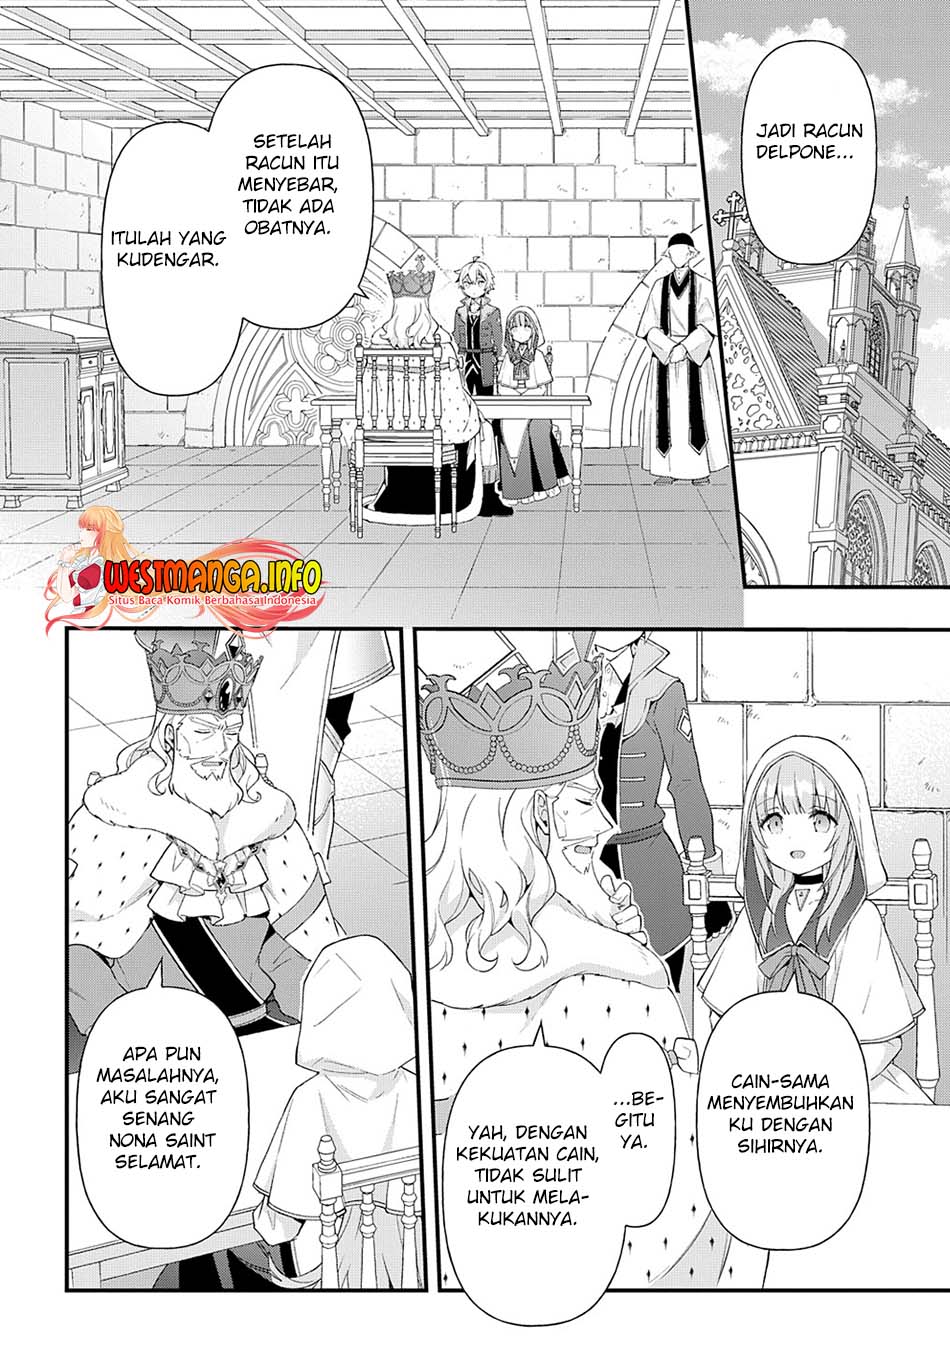 JADI RACUN
DELPONE...
SETELAH
RACUN ITU
MENYEBAR,
TIDAK ADA
OBATNYA.
ITULAH YANG
KUDENGAR.
WESTMANGA.INFO
Situs Baca Komik Berbahasa Indonesia
CAIN-SAMA
MENYEMBUHKAN
KU DENGAN
SIHIRNYA.
...BE-
GITU
YA.
YAH, DENGAN
KEKUATAN CAIN,
TIDAK SULIT
UNTUK MELA-
KUKANNYA.
APA PUN
MASALAHNYA,
AKU SANGAT
SENANG
NONA SAINT
SELAMAT.